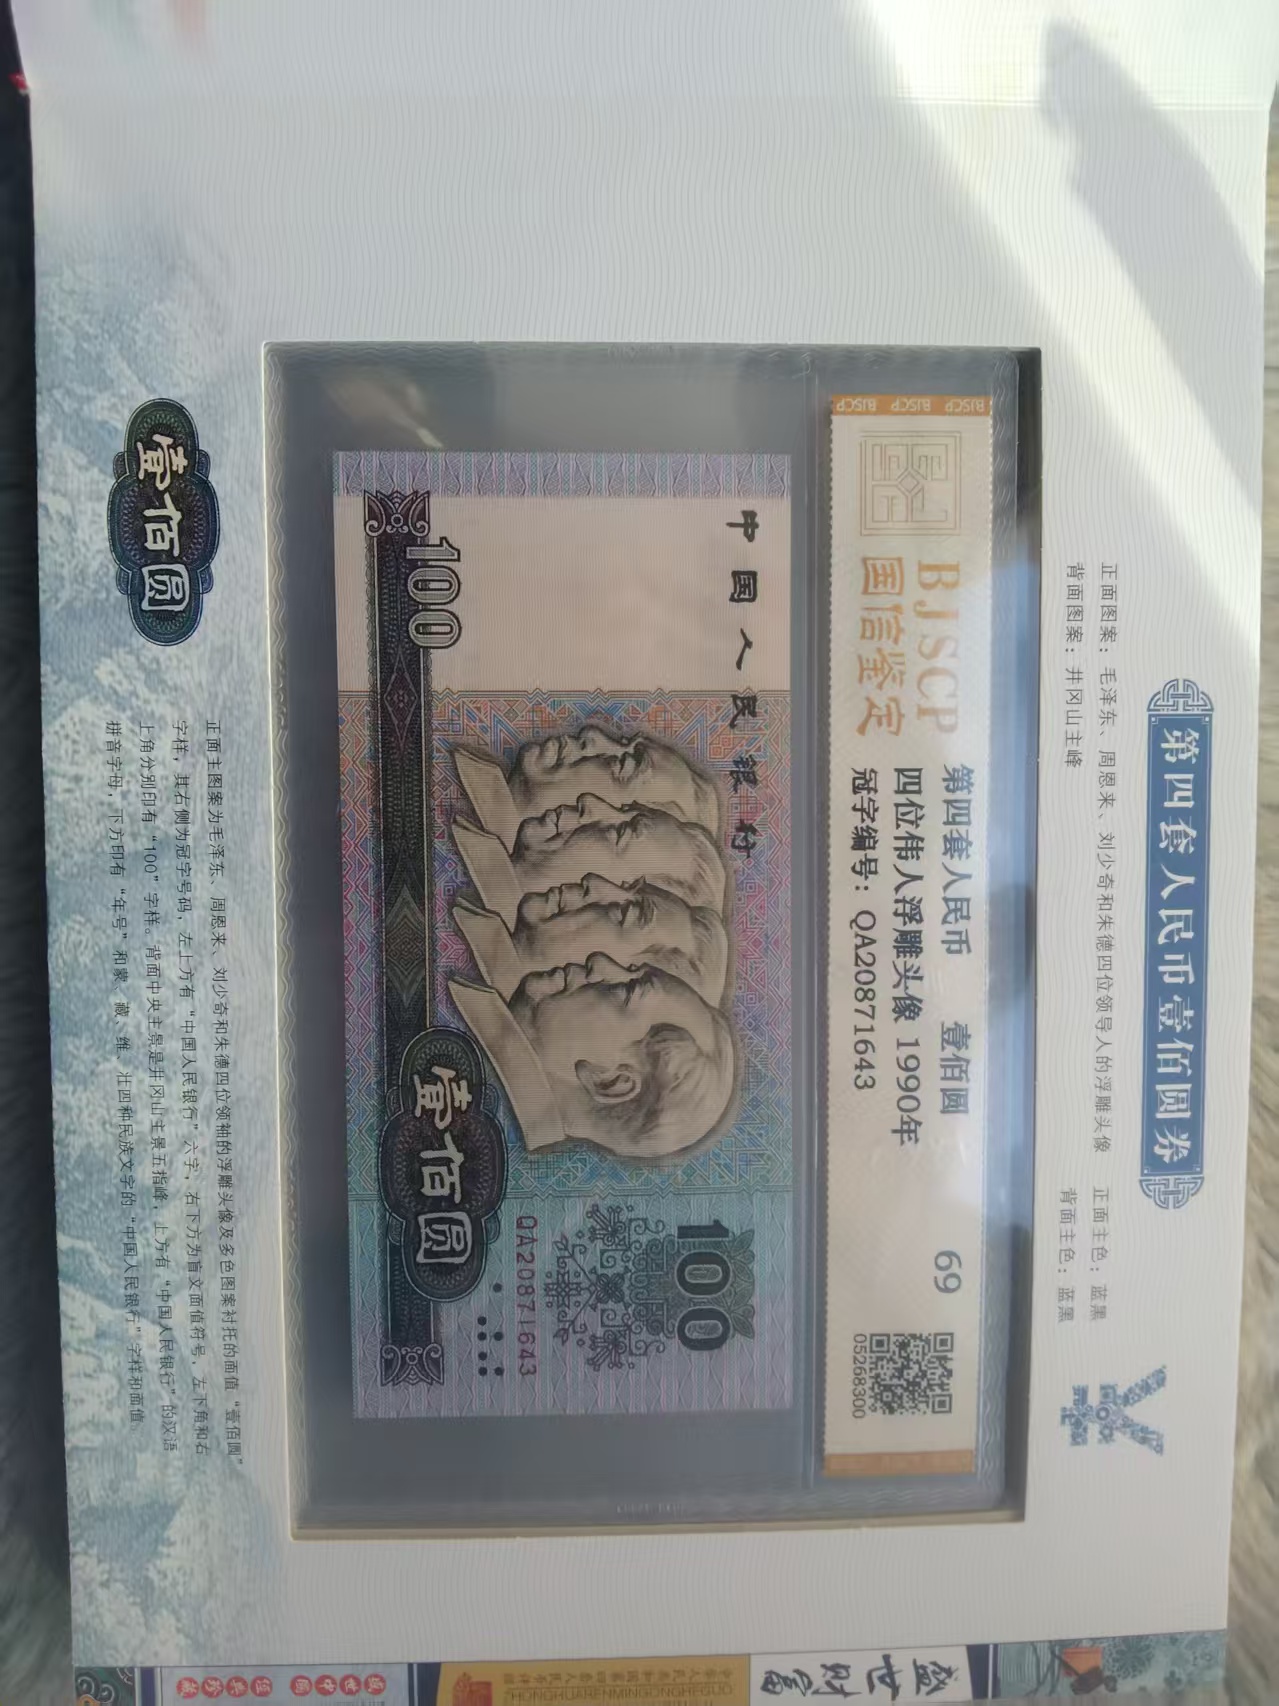 第四套人民币壹佰圆券
正面图案：毛泽东、周恩来、刘少奇和朱德四位领导人的浮雕头像 正面主色：蓝黑
背面图案：井冈山主峰 背面主色：蓝黑
BJSCP BJSCP BJSCP BJSCP
BJSCP
国信鉴定
第四套人民币 壹佰圆
四位伟人浮雕头像 1990年
冠字编号：QA20871643
69
05268300
中国人民银行
100
100
壹佰圆
QA20871643
壹佰圆
正面主图案为毛泽东、周恩来、刘少奇和朱德四位领袖的浮雕头像及多色图案衬托的面值“壹佰圆”
字样，其右侧为冠字号码，左上方有“中国人民银行”六字，右下方为盲文面值符号，左下角和右
上角分别印有“100”字样。背面中央主景是井冈山主景五指峰，上方有“中国人民银行”的汉语
拼音字母，下方印有“年号”和蒙、藏、维、壮四种民族文字的“中国人民银行”字样和面值。
盛世财富